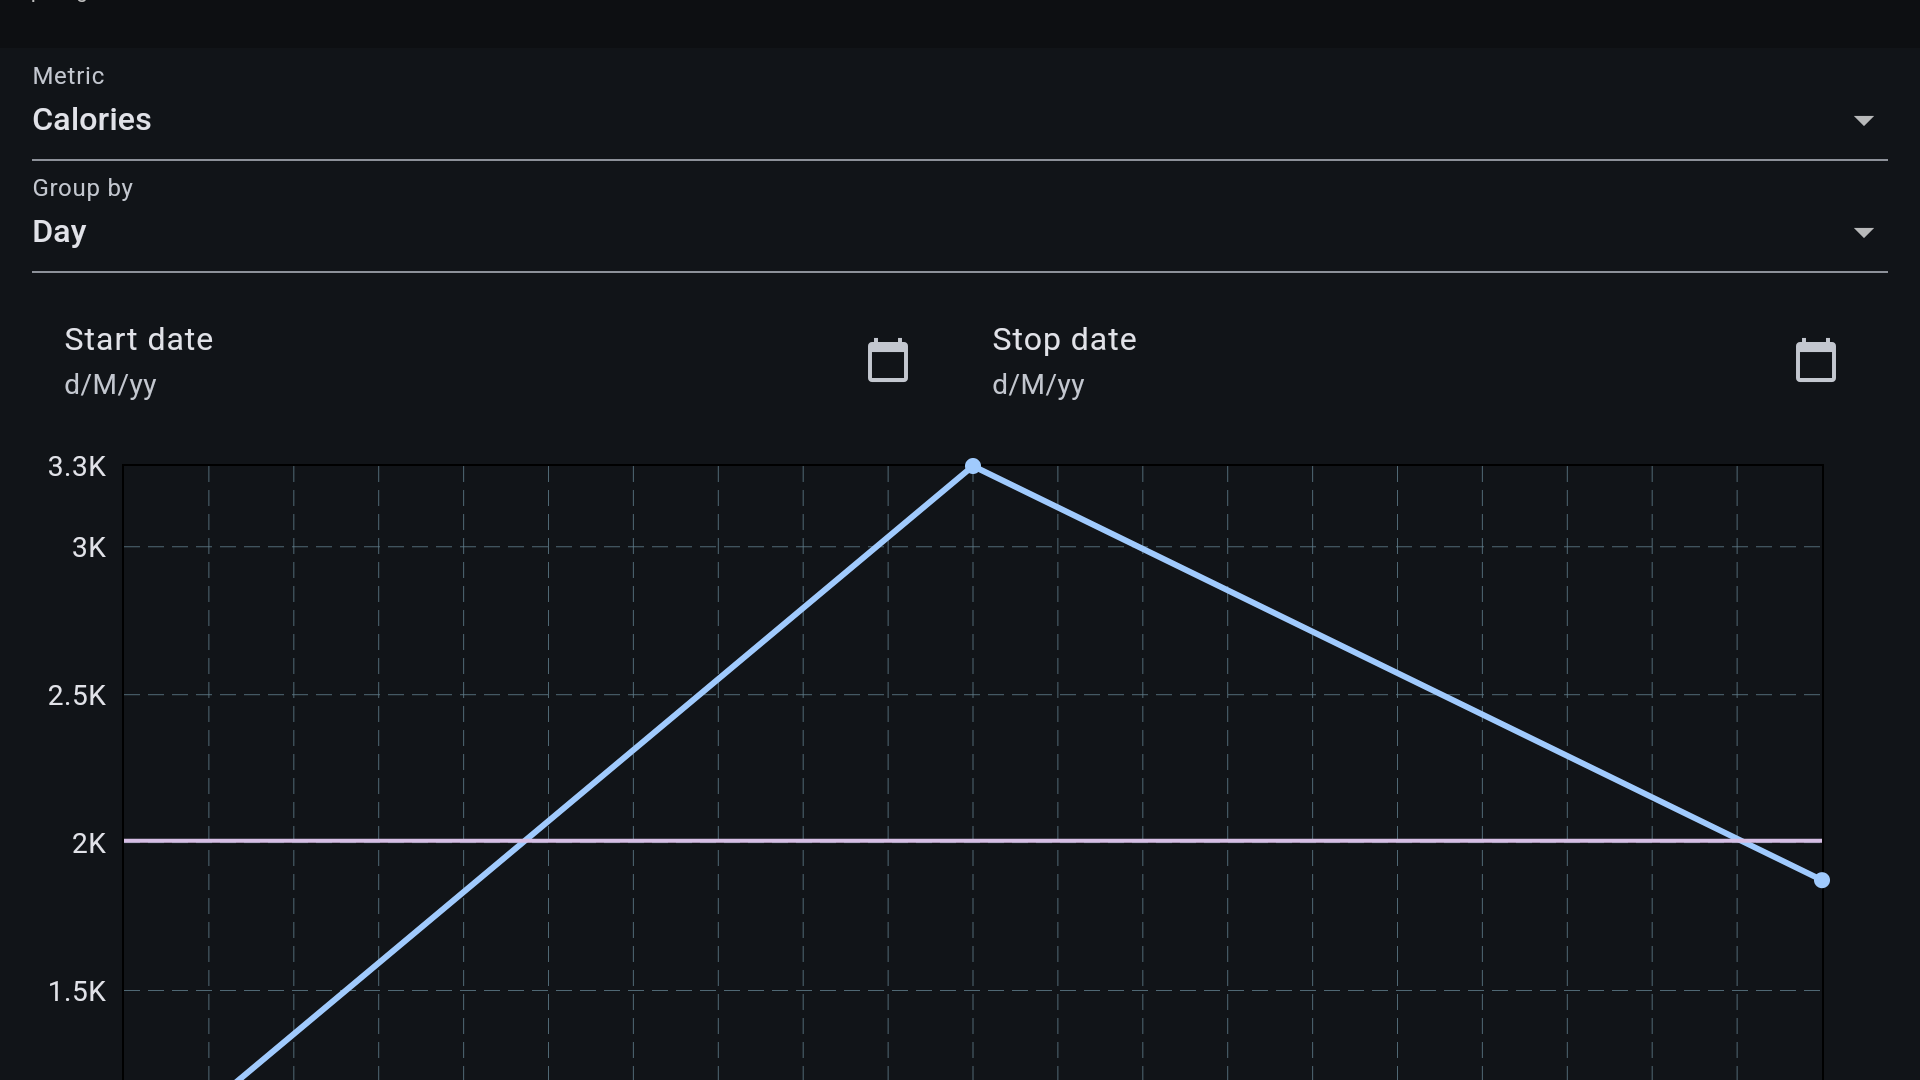 Metric
Calories
Group by
Day
Start date
d/M/yy
Stop date
d/M/yy
3.3K
3K
2.5K
2K
1.5K